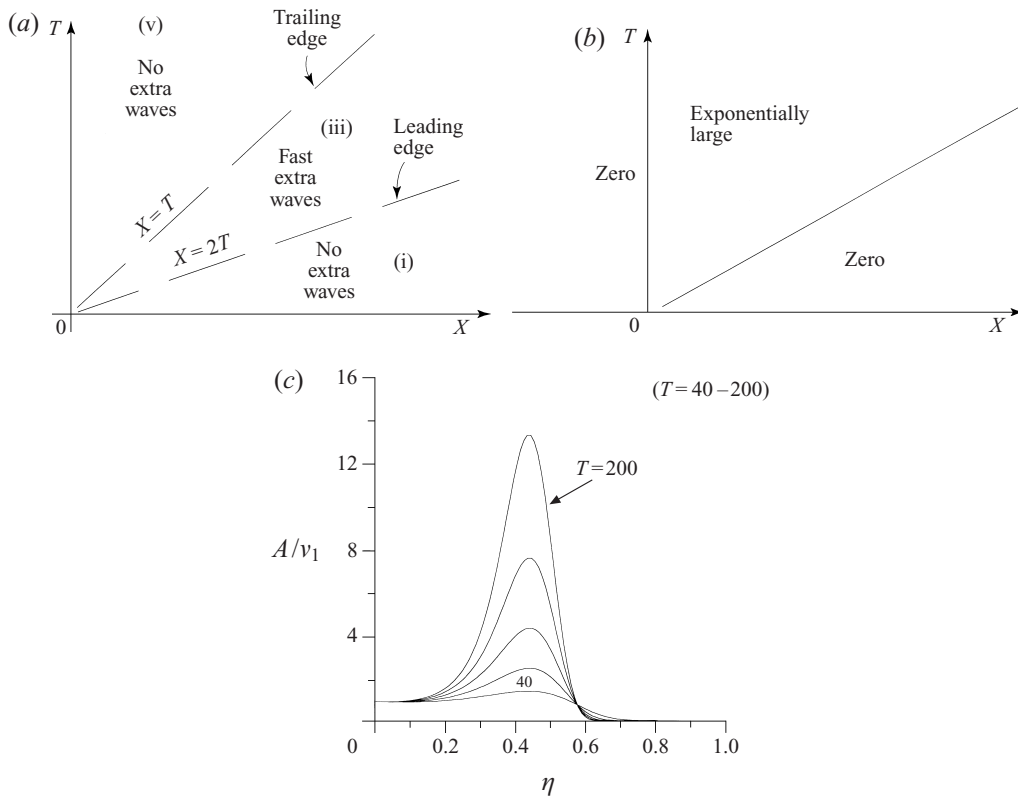 (a)
T
(v)
Trailing
edge
No
extra
waves
(iii)
Leading
edge
Fast
extra
waves
X = T
X = 2T
No
extra
waves
(i)
0
X
(b)
T
Exponentially
large
Zero
Zero
0
X
(c)
16
(T = 40 – 200)
12
T = 200
A/v1
8
4
40
0
0.2
0.4
0.6
0.8
1.0
η